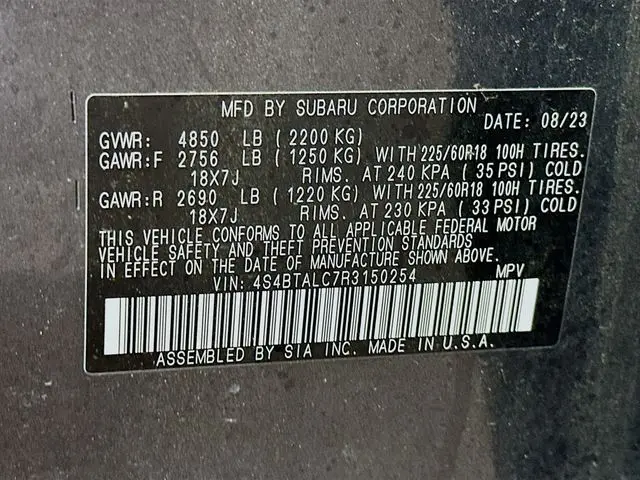 MFD BY SUBARU CORPORATION
DATE: 08/23
GVWR: 4850 LB (2200 KG)
GAWR:F 2756 LB (1250 KG) WITH 225/60R18 100H TIRES.
18X7J RIMS. AT 240 KPA (35 PSI) COLD
GAWR:R 2690 LB (1220 KG) WITH 225/60R18 100H TIRES.
18X7J RIMS. AT 230 KPA (33 PSI) COLD
THIS VEHICLE CONFORMS TO ALL APPLICABLE FEDERAL MOTOR
VEHICLE SAFETY AND THEFT PREVENTION STANDARDS
IN EFFECT ON THE DATE OF MANUFACTURE SHOWN ABOVE.
VIN: 4S4BTALC7R3150254 MPV
ASSEMBLED BY SIA INC. MADE IN U.S.A.